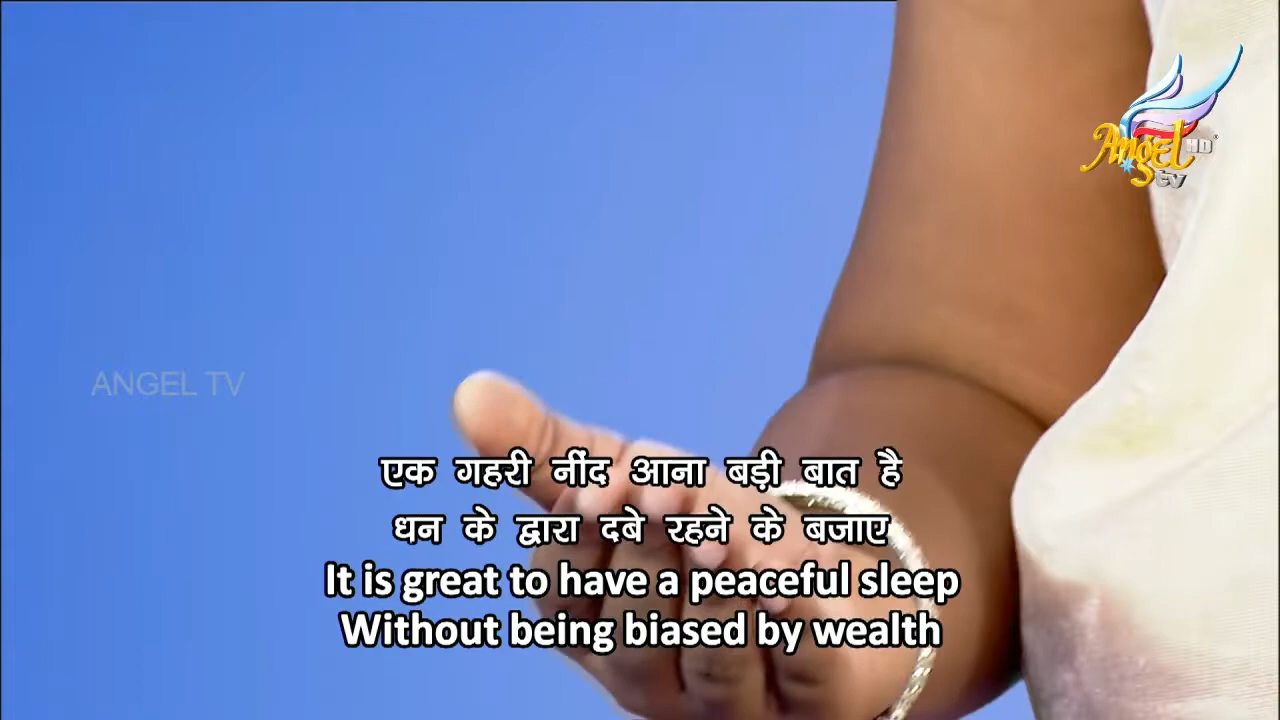 Angel HD
tv
ANGEL TV
एक गहरी नींद आना बड़ी बात है
धन के द्वारा दबे रहने के बजाए
It is great to have a peaceful sleep
Without being biased by wealth